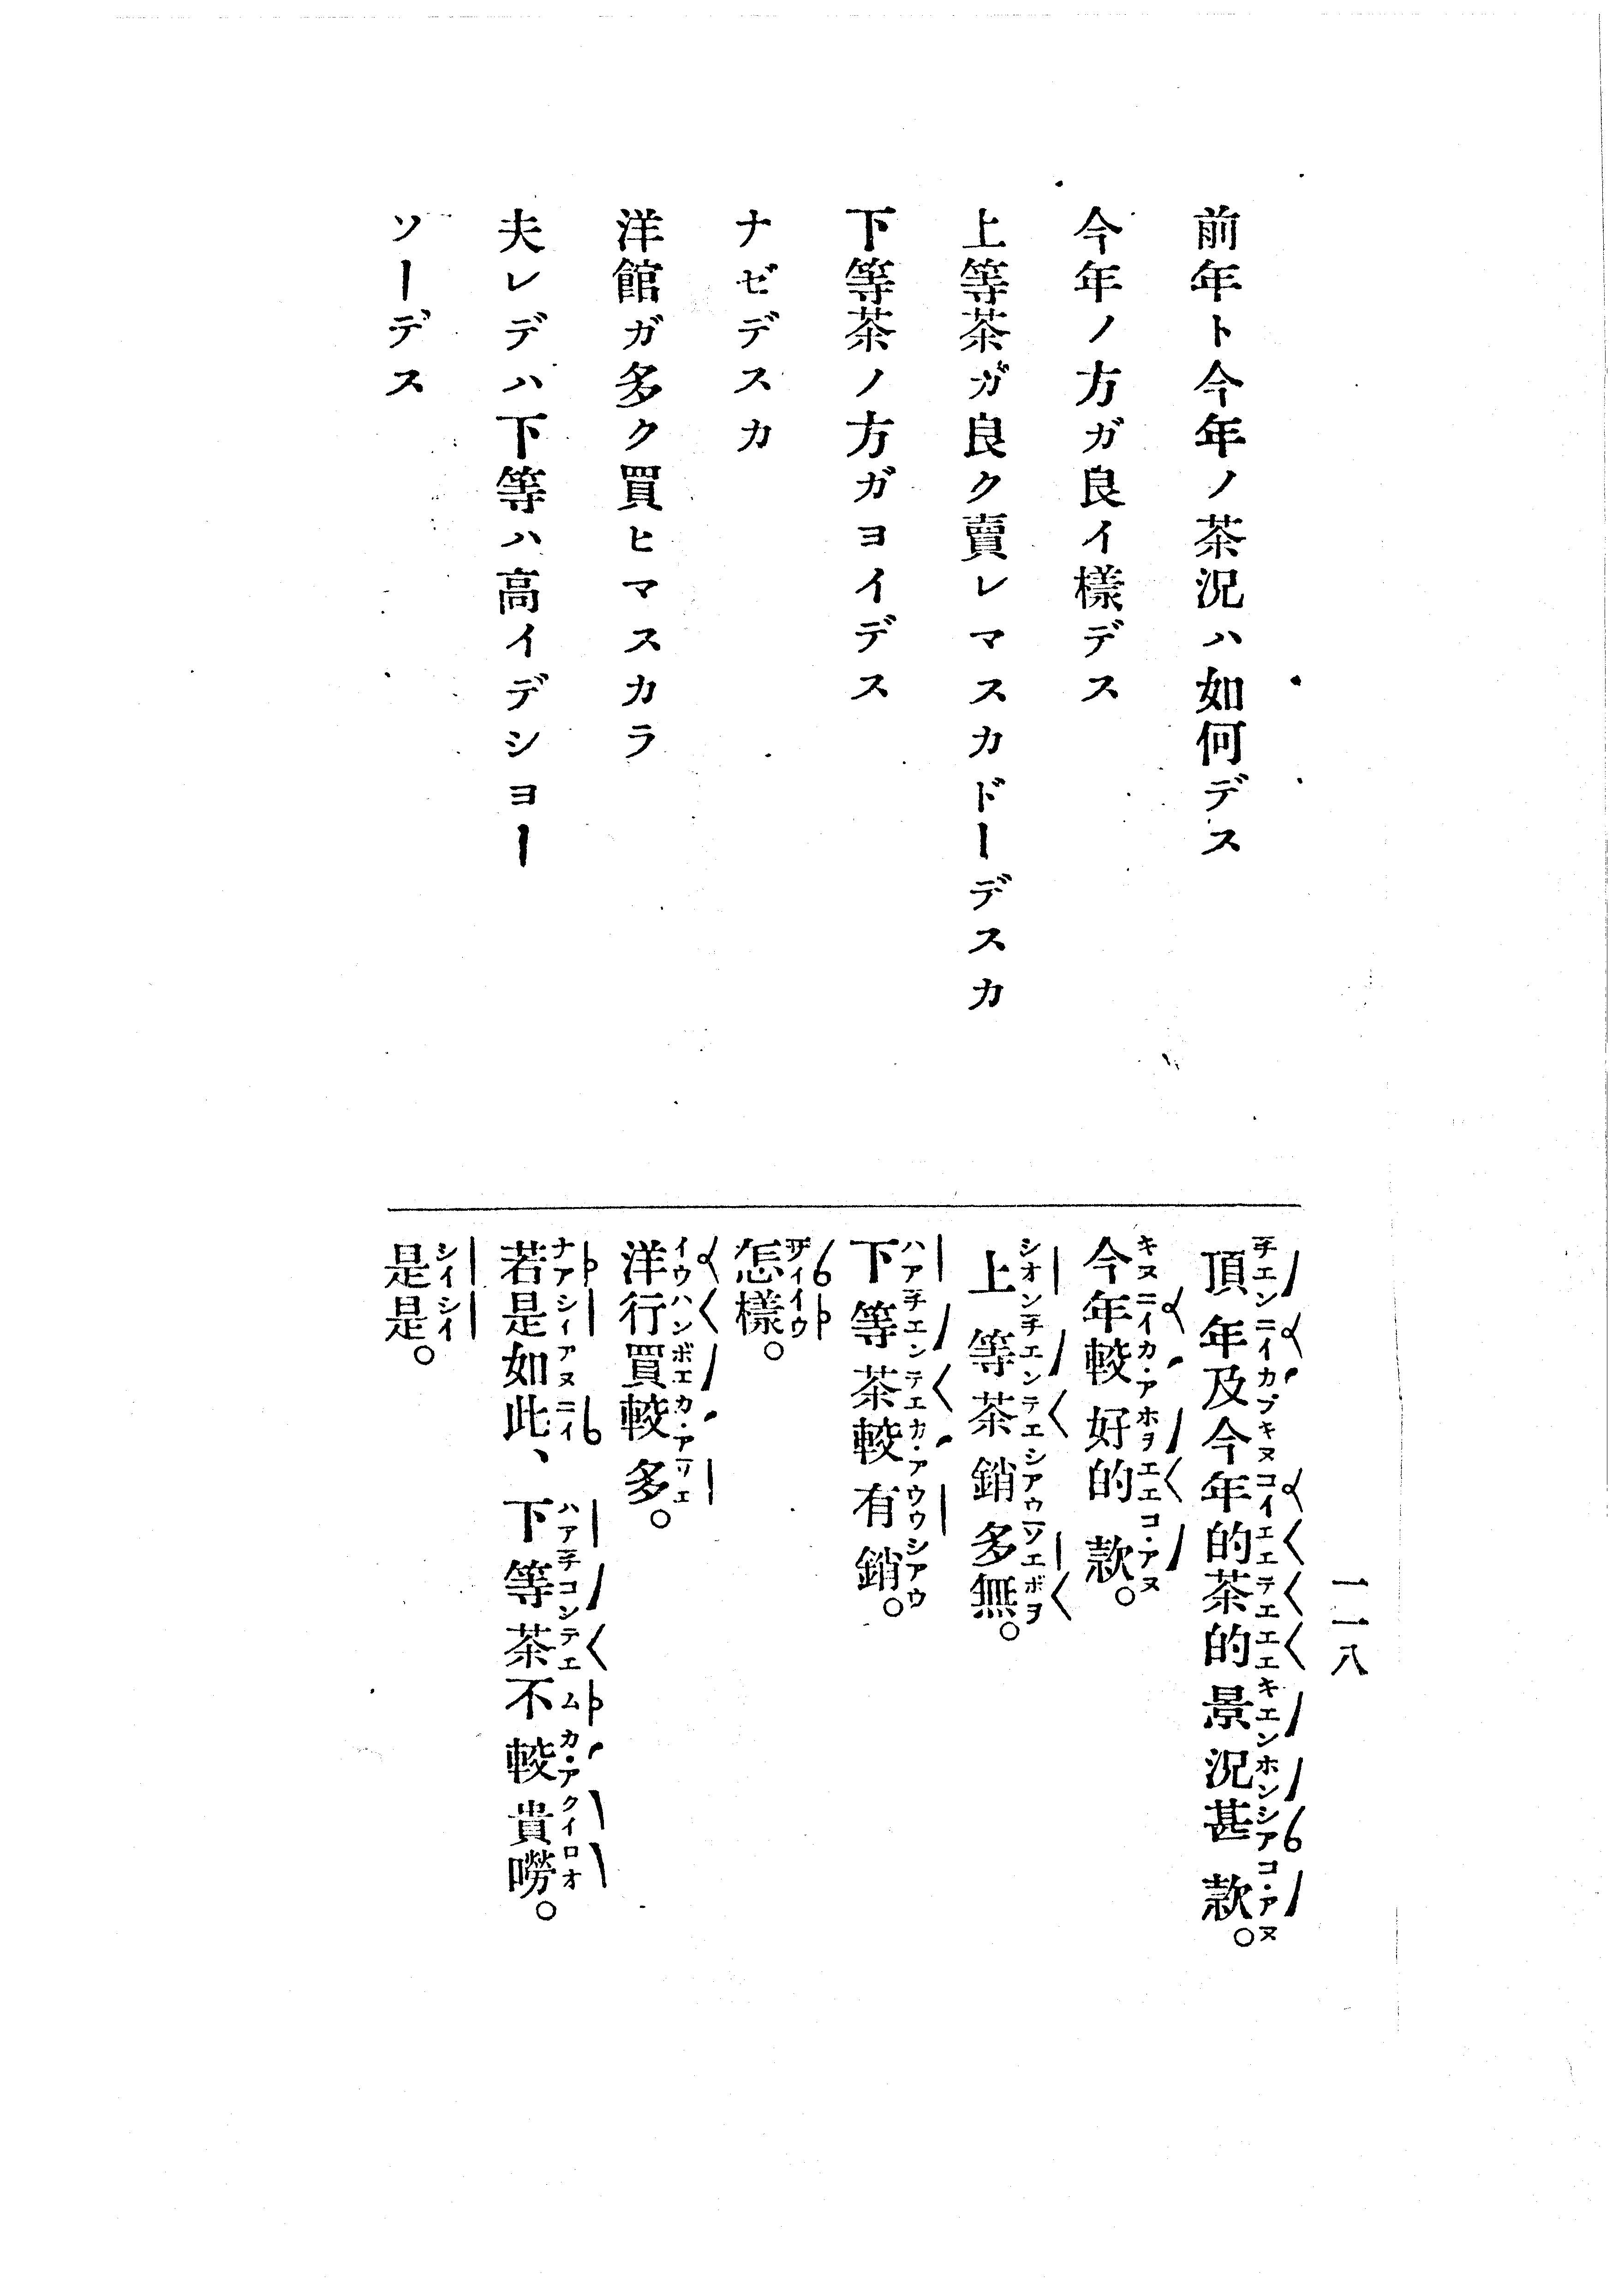 一一八
前年ト今年ノ茶況ハ如何デス
今年ノ方ガ良イ樣デス
上等茶ガ良ク賣レマスカドーデスカ
下等茶ノ方ガヨイデス
ナゼデスカ
洋館ガ多ク買ヒマスカラ
夫レデハ下等ハ高イデショー
ソーデス
頂年及今年的茶的景況甚款。
今年較好的款。
上等茶銷多無。
下等茶較有銷。
怎樣。
洋行買較多。
若是如此、下等茶不較貴嘮。
是是。